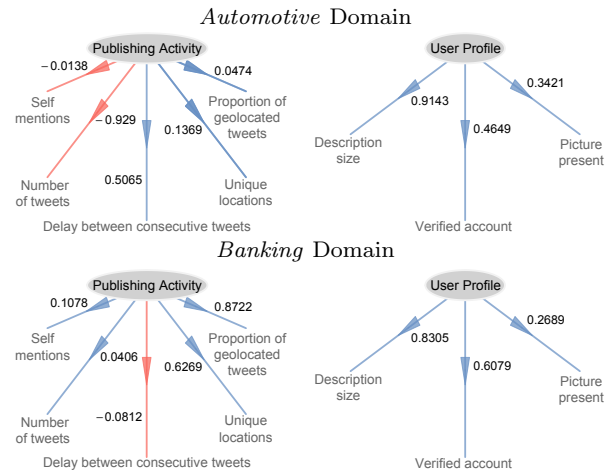 Automotive Domain
Publishing Activity
User Profile
−0.0138
0.0474
0.3421
Self
mentions
Proportion of
geolocated tweets
0.9143
−0.929
0.1369
0.4649
Description
size
Picture
present
0.5065
Number
of tweets
Unique
locations
Delay between consecutive tweets
Verified account
Banking Domain
Publishing Activity
User Profile
0.1078
0.8722
0.2689
Self
mentions
Proportion of
geolocated tweets
0.8305
0.0406
0.6269
0.6079
Description
size
Picture
present
−0.0812
Number
of tweets
Unique
locations
Delay between consecutive tweets
Verified account